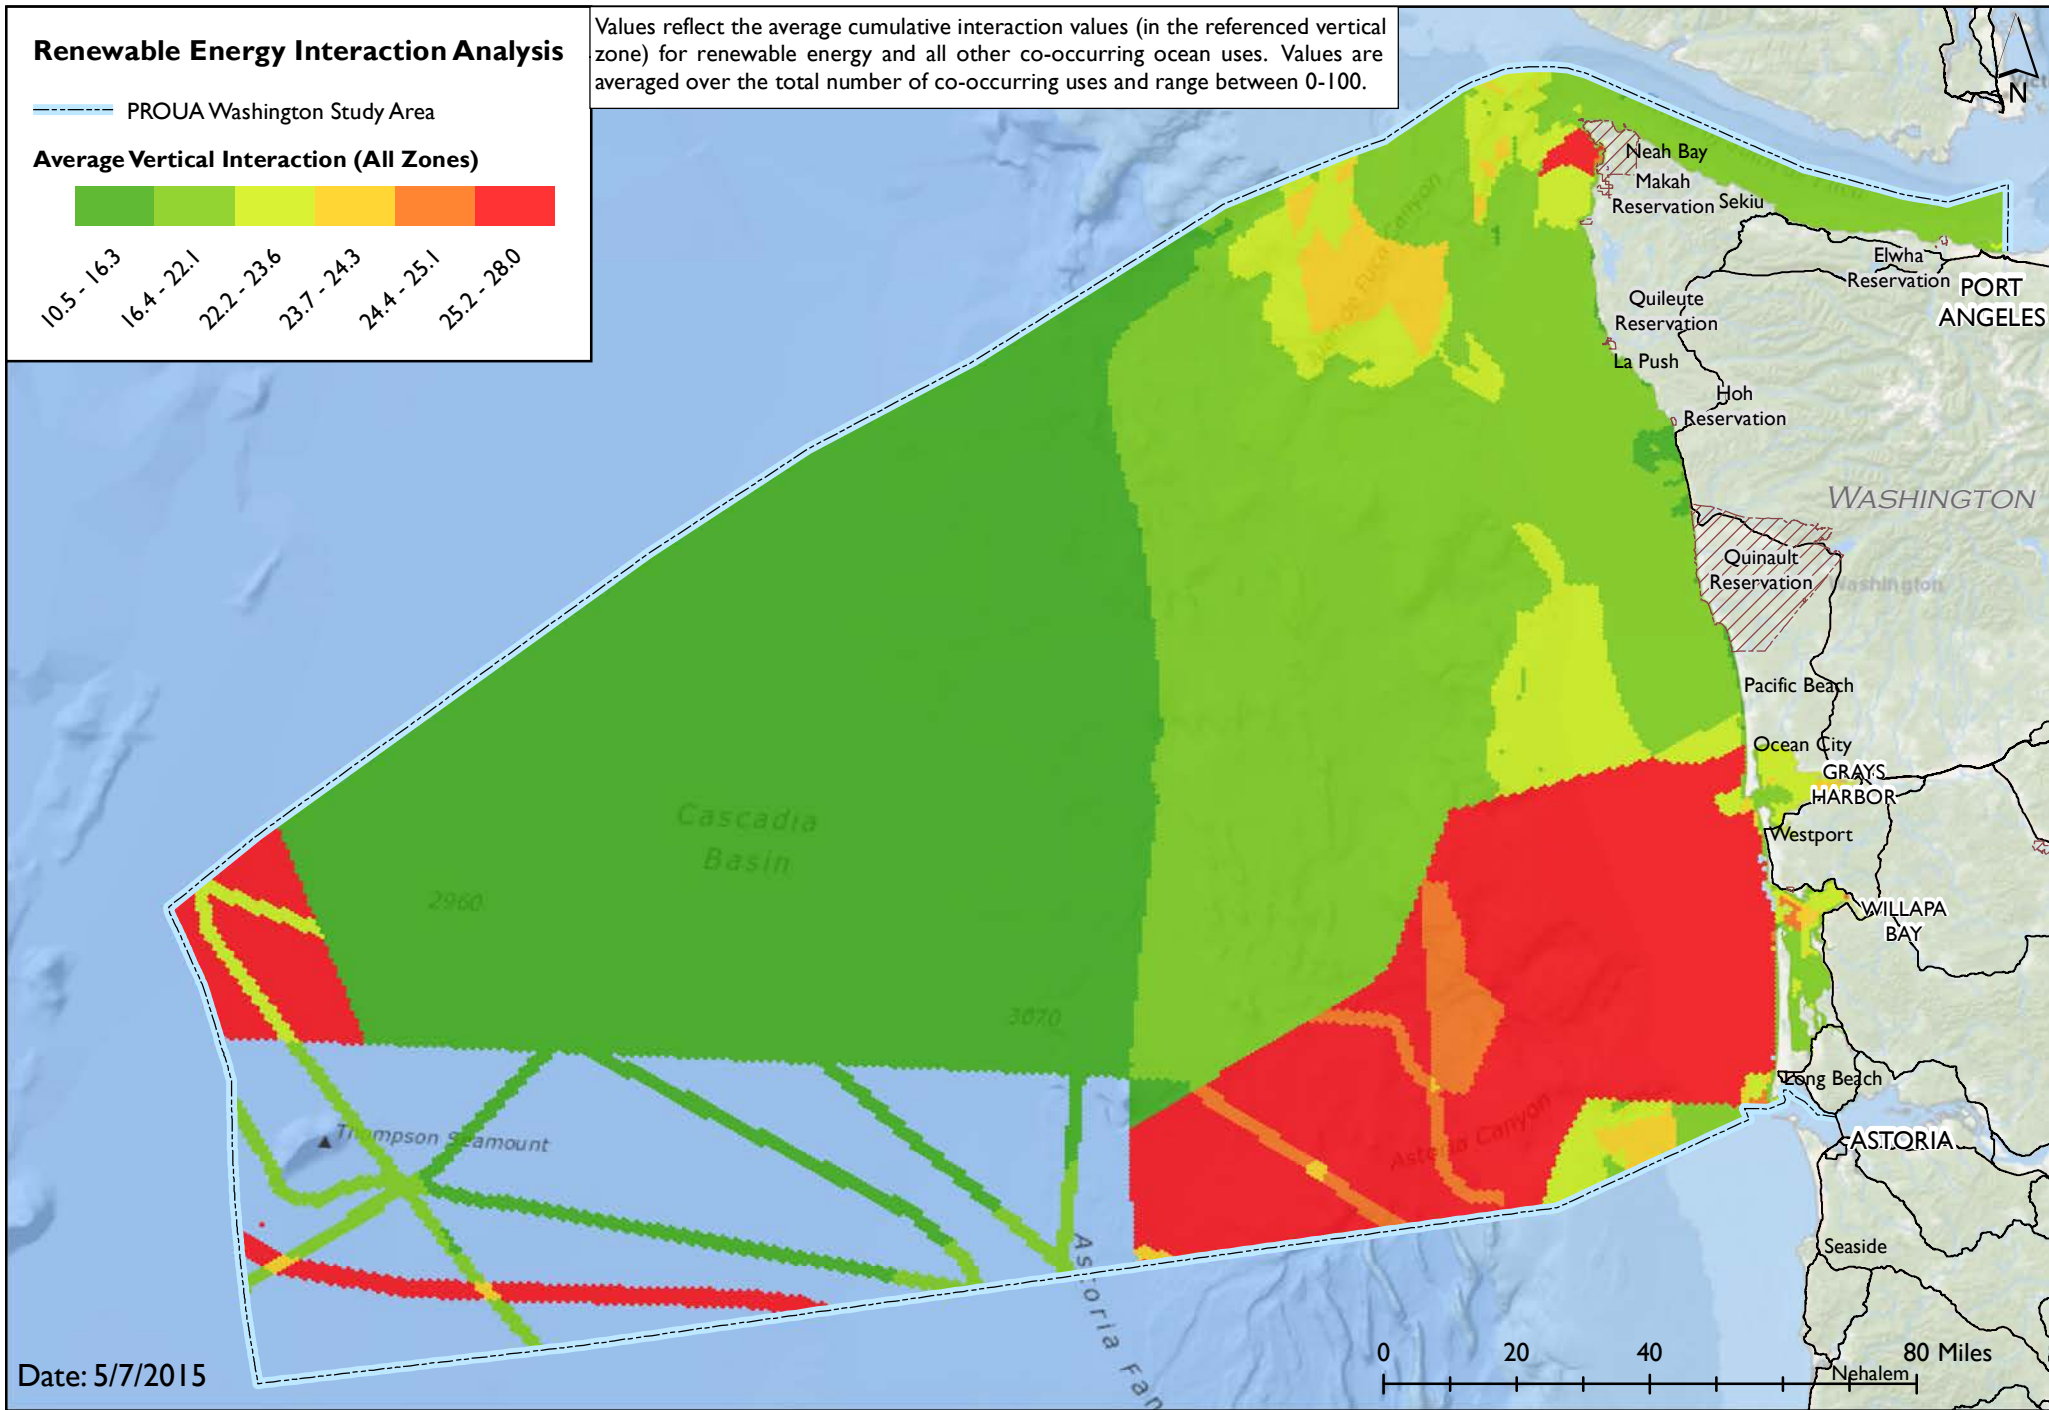 Renewable Energy Interaction Analysis
PROUA Washington Study Area
Average Vertical Interaction (All Zones)
10.5 - 16.3
16.4 - 22.1
22.2 - 23.6
23.7 - 24.3
24.4 - 25.1
25.2 - 28.0
Values reflect the average cumulative interaction values (in the referenced vertical
zone) for renewable energy and all other co-occurring ocean uses. Values are
averaged over the total number of co-occurring uses and range between 0-100.
N
Neah Bay
Makah
Reservation
Sekiu
Elwha
Reservation
PORT
ANGELES
Quileute
Reservation
La Push
Hoh
Reservation
Juan de Fuca Canyon
WASHINGTON
Quinault
Reservation
Washington
Pacific Beach
Ocean City
GRAYS
HARBOR
Westport
WILLAPA
BAY
Cascadia
Basin
2960
3070
Long Beach
Astoria Canyon
ASTORIA
Thompson Seamount
Astoria Fan
Seaside
Nehalem
0 20 40 80 Miles
Date: 5/7/2015